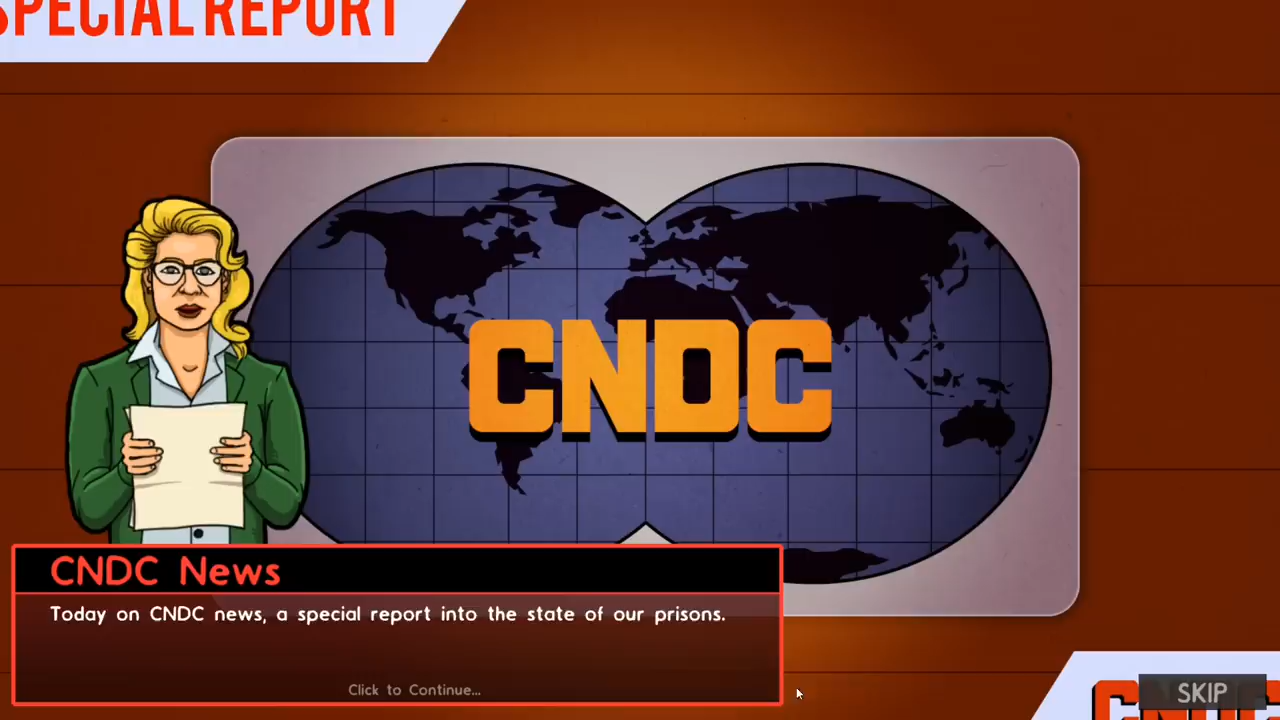 SPECIAL REPORT
CNDC
CNDC News
Today on CNDC news, a special report into the state of our prisons.
Click to Continue...
CNDC
SKIP